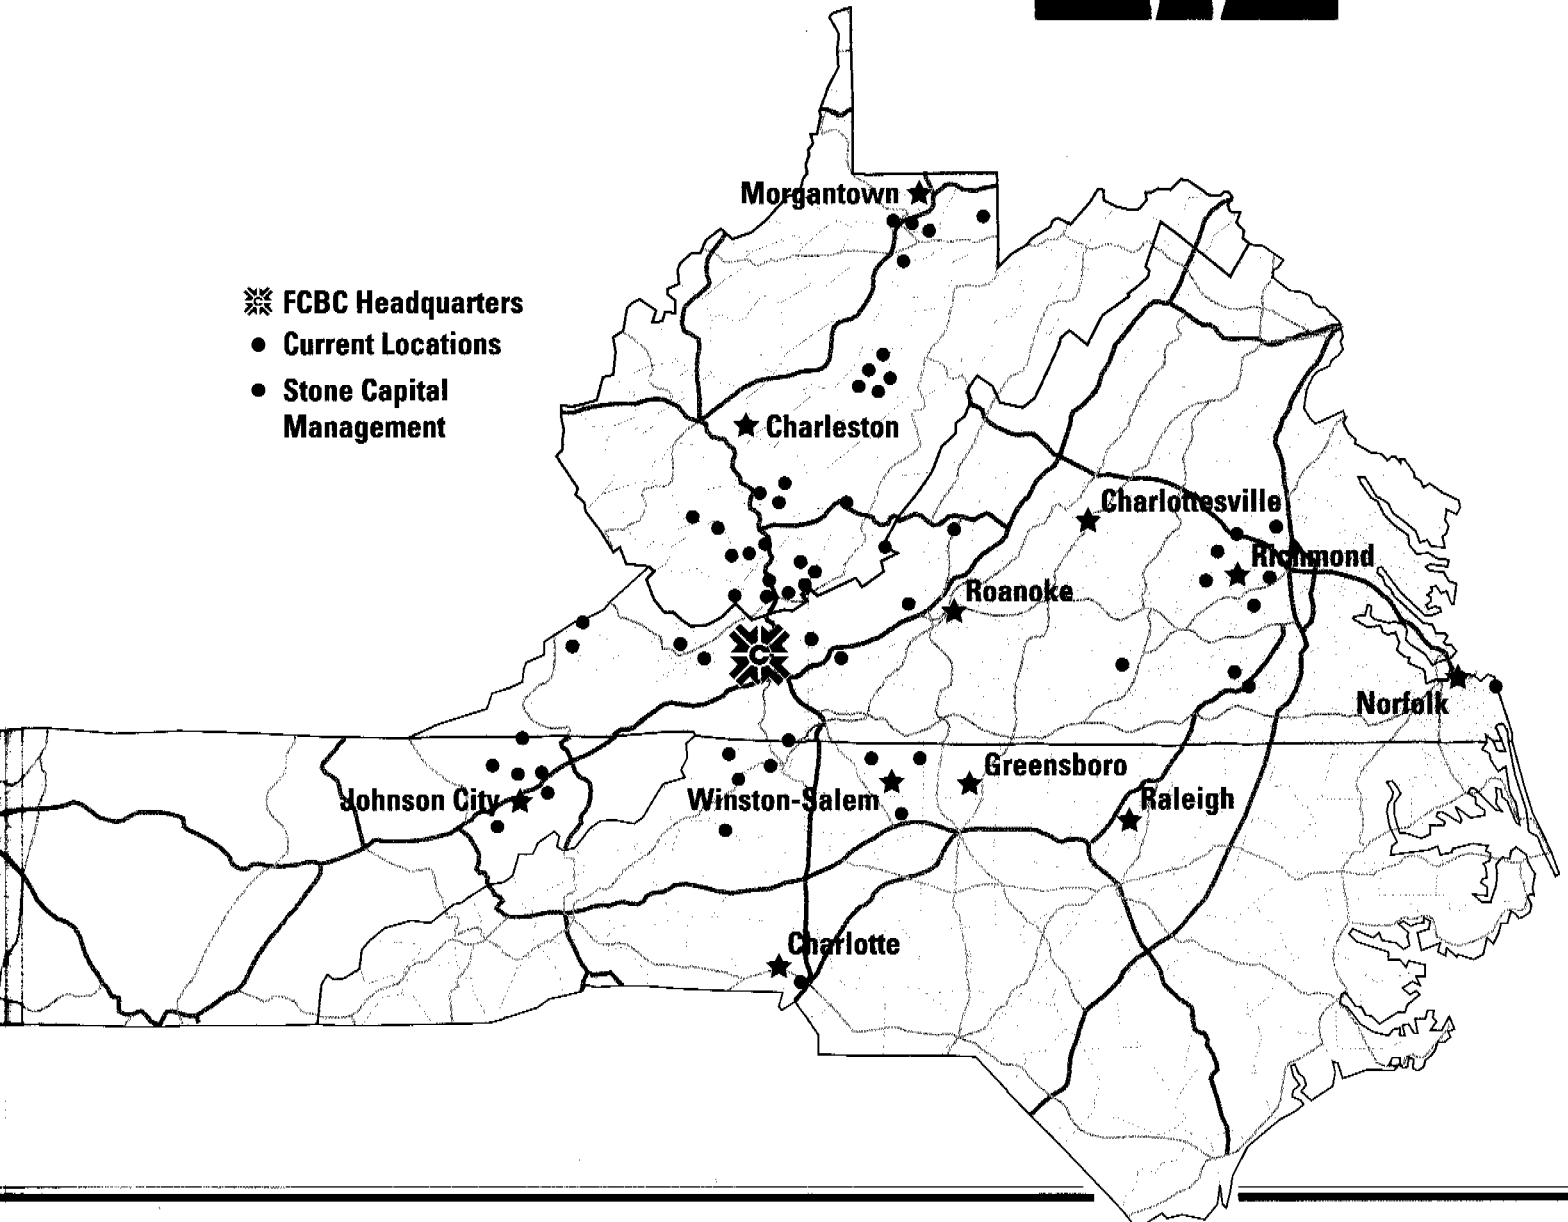 Morgantown
FCBC Headquarters
Current Locations
Stone Capital
Management
Charleston
Charlottesville
Richmond
Roanoke
C
Norfolk
Greensboro
Johnson City
Winston-Salem
Raleigh
Charlotte